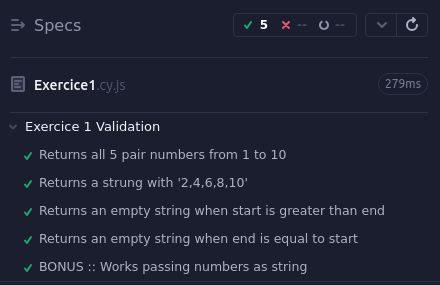 Specs
5 -- --
Exercice1.cy.js 279ms
Exercice 1 Validation
Returns all 5 pair numbers from 1 to 10
Returns a strung with '2,4,6,8,10'
Returns an empty string when start is greater than end
Returns an empty string when end is equal to start
BONUS :: Works passing numbers as string